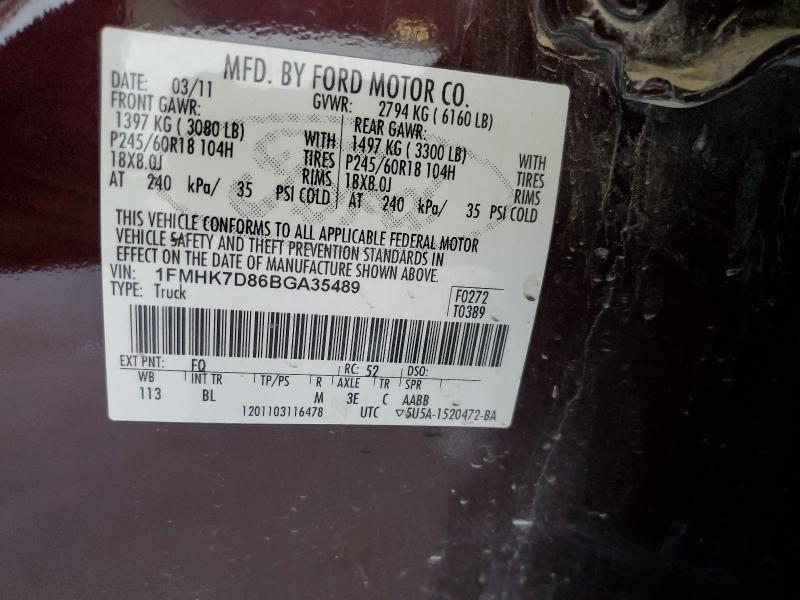 MFD. BY FORD MOTOR CO.
DATE: 03/11 GVWR: 2794 KG ( 6160 LB)
FRONT GAWR: REAR GAWR:
1397 KG ( 3080 LB) WITH 1497 KG ( 3300 LB) WITH
P245/60R18 104H TIRES P245/60R18 104H TIRES
18X8.0J RIMS 18X8.0J RIMS
AT 240 kPa/ 35 PSI COLD AT 240 kPa/ 35 PSI COLD
THIS VEHICLE CONFORMS TO ALL APPLICABLE FEDERAL MOTOR
VEHICLE SAFETY AND THEFT PREVENTION STANDARDS IN
EFFECT ON THE DATE OF MANUFACTURE SHOWN ABOVE.
VIN: 1FMHK7D86BGA35489
TYPE: Truck F0272
T0389
EXT PNT: FQ RC: 52 DSO:
WB INT TR TP/PS R AXLE TR SPR
113 BL M 3E C AABB
1201103116478 UTC ▽5U5A-1520472-BA